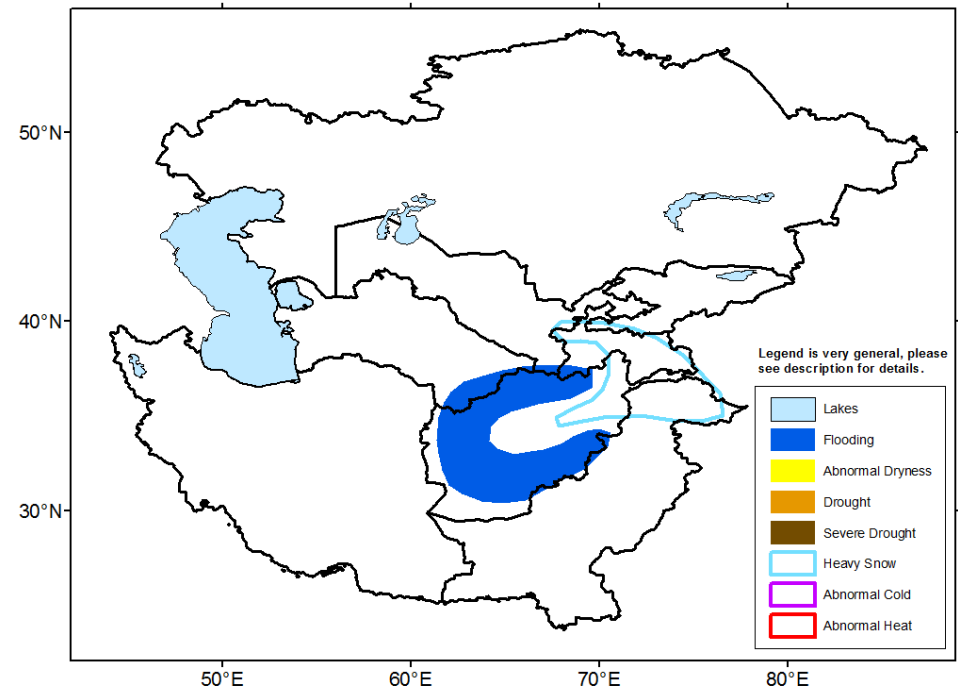 50°N
40°N
30°N
50°E
60°E
70°E
80°E
Legend is very general, please
see description for details.
Lakes
Flooding
Abnormal Dryness
Drought
Severe Drought
Heavy Snow
Abnormal Cold
Abnormal Heat